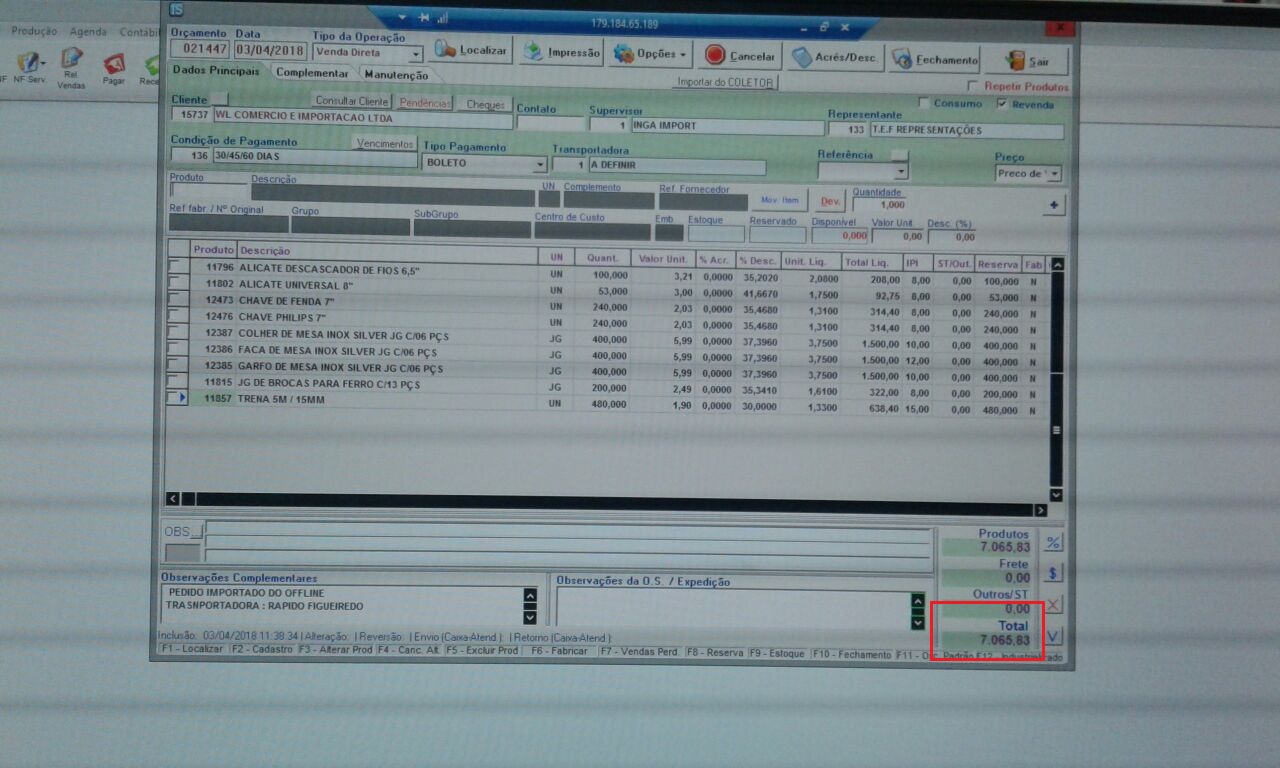 179.184.65.189
Produção Agenda
NF Serv. Rel. Vendas Pagar
Orçamento Data Tipo da Operação
021447 03/04/2018 Venda Direta
Localizar Impressão Opções Cancelar Acrés/Desc. Fechamento Sair
Dados Principais Complementar Manutenção
Importar do COLETOR
Repetir Produtos
Cliente Consultar Cliente Pendências Cheques Contato Supervisor Representante Consumo Revenda
15737 WL COMERCIO E IMPORTACAO LTDA 1 INGA IMPORT 133 T.E.F REPRESENTAÇÕES
Condição de Pagamento Vencimentos Tipo Pagamento Transportadora Referência Preço
136 30/45/60 DIAS BOLETO 1 A DEFINIR Preco de
Produto Descrição UN Complemento Ref. Fornecedor Mov. Item Dev. Quantidade
1,000
Ref fabr. / Nº Original Grupo SubGrupo Centro de Custo Emb Estoque Reservado Disponível Valor Unit. Desc. (%)
0,000 0,00 0,00
Produto Descrição UN Quant. Valor Unit. % Acr. % Desc. Unit. Liq. Total Liq. IPI ST/Out. Reserva Fab
11796 ALICATE DESCASCADOR DE FIOS 6,5" UN 100,000 3,21 0,0000 35,2020 2,0800 208,00 8,00 0,00 100,000 N
11802 ALICATE UNIVERSAL 8" UN 53,000 3,00 0,0000 41,6670 1,7500 92,75 8,00 0,00 53,000 N
12473 CHAVE DE FENDA 7" UN 240,000 2,03 0,0000 35,4680 1,3100 314,40 8,00 0,00 240,000 N
12476 CHAVE PHILIPS 7" UN 240,000 2,03 0,0000 35,4680 1,3100 314,40 8,00 0,00 240,000 N
12387 COLHER DE MESA INOX SILVER JG C/06 PÇS JG 400,000 5,99 0,0000 37,3960 3,7500 1.500,00 10,00 0,00 400,000 N
12386 FACA DE MESA INOX SILVER JG C/06 PÇS JG 400,000 5,99 0,0000 37,3960 3,7500 1.500,00 12,00 0,00 400,000 N
12385 GARFO DE MESA INOX SILVER JG C/06 PÇS JG 400,000 5,99 0,0000 37,3960 3,7500 1.500,00 10,00 0,00 400,000 N
11815 JG DE BROCAS PARA FERRO C/13 PÇS JG 200,000 2,49 0,0000 35,3410 1,6100 322,00 8,00 0,00 200,000 N
11857 TRENA 5M / 15MM UN 480,000 1,90 0,0000 30,0000 1,3300 638,40 15,00 0,00 480,000 N
OBS
Produtos
7.065,83 %
Frete
0,00 $
Outros/ST
0,00 X
Total
7.065,83 V
Observações Complementares Observações da O.S. / Expedição
PEDIDO IMPORTADO DO OFFLINE
TRASNPORTADORA : RAPIDO FIGUEIREDO
Inclusão: 03/04/2018 11:38:34 | Alteração: | Reversão: | Envio (Caixa-Atend.): | Retorno (Caixa-Atend.):
F1 - Localizar F2 - Cadastro F3 - Alterar Prod F4 - Canc. Alt. F5 - Excluir Prod F6 - Fabricar F7 - Vendas Perd. F8 - Reserva F9 - Estoque F10 - Fechamento F11 - Padrão F12 -